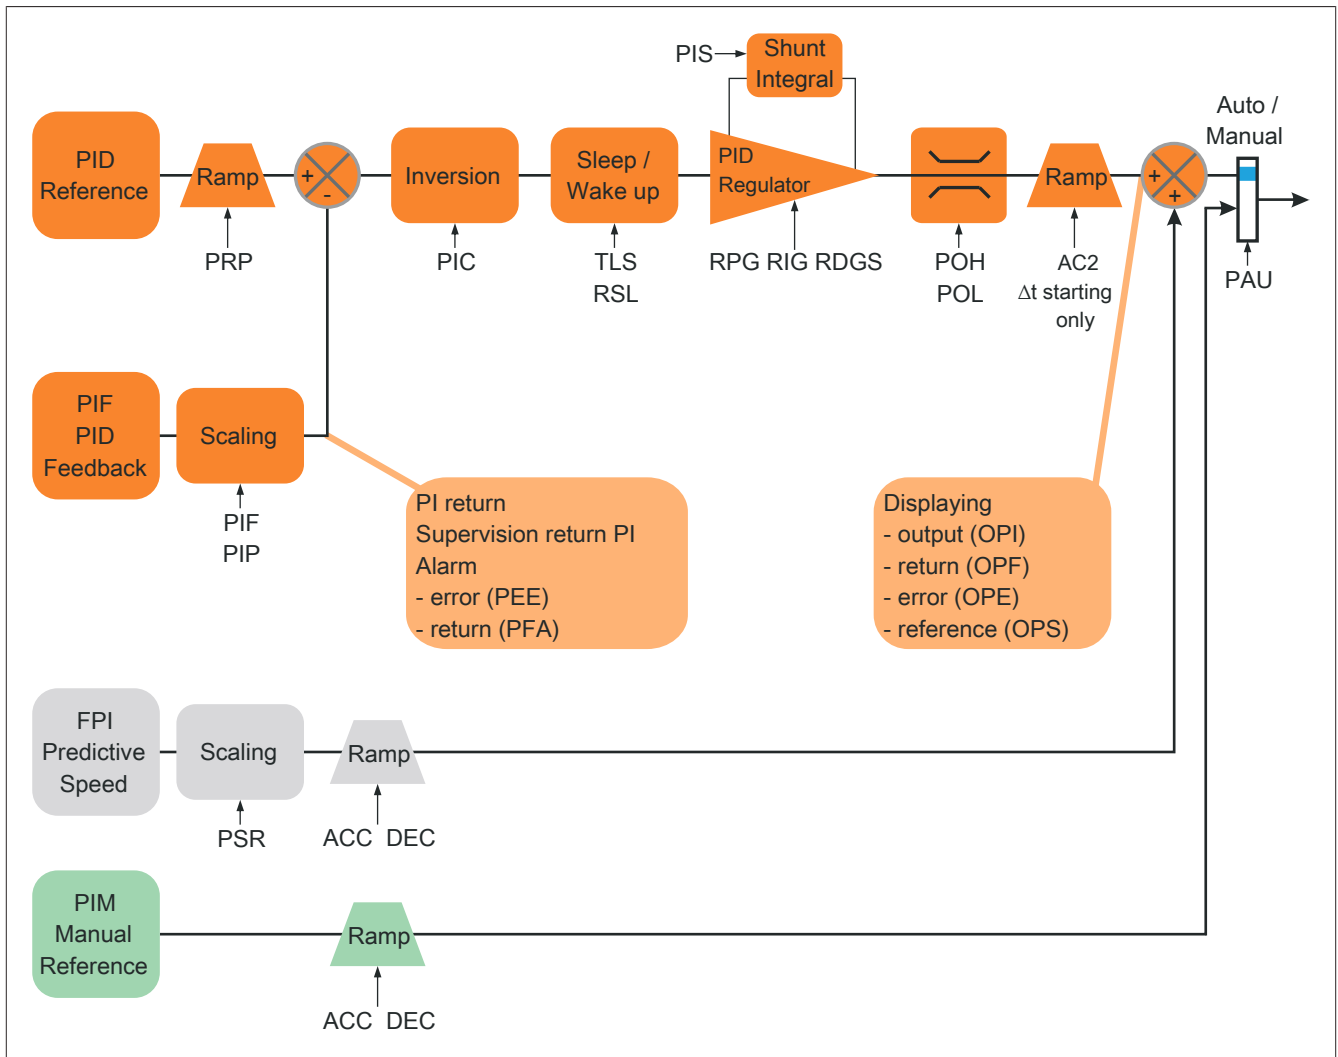 PIS
Shunt
Integral
Auto /
Manual
PID
Reference
Ramp
+
-
Inversion
Sleep /
Wake up
PID
Regulator
Ramp
+
+
PRP
PIC
TLS
RSL
RPG RIG RDGS
POH
POL
AC2
Δt starting
only
PAU
PIF
PID
Feedback
Scaling
PIF
PIP
PI return
Supervision return PI
Alarm
- error (PEE)
- return (PFA)
Displaying
- output (OPI)
- return (OPF)
- error (OPE)
- reference (OPS)
FPI
Predictive
Speed
Scaling
Ramp
PSR
ACC DEC
PIM
Manual
Reference
Ramp
ACC DEC